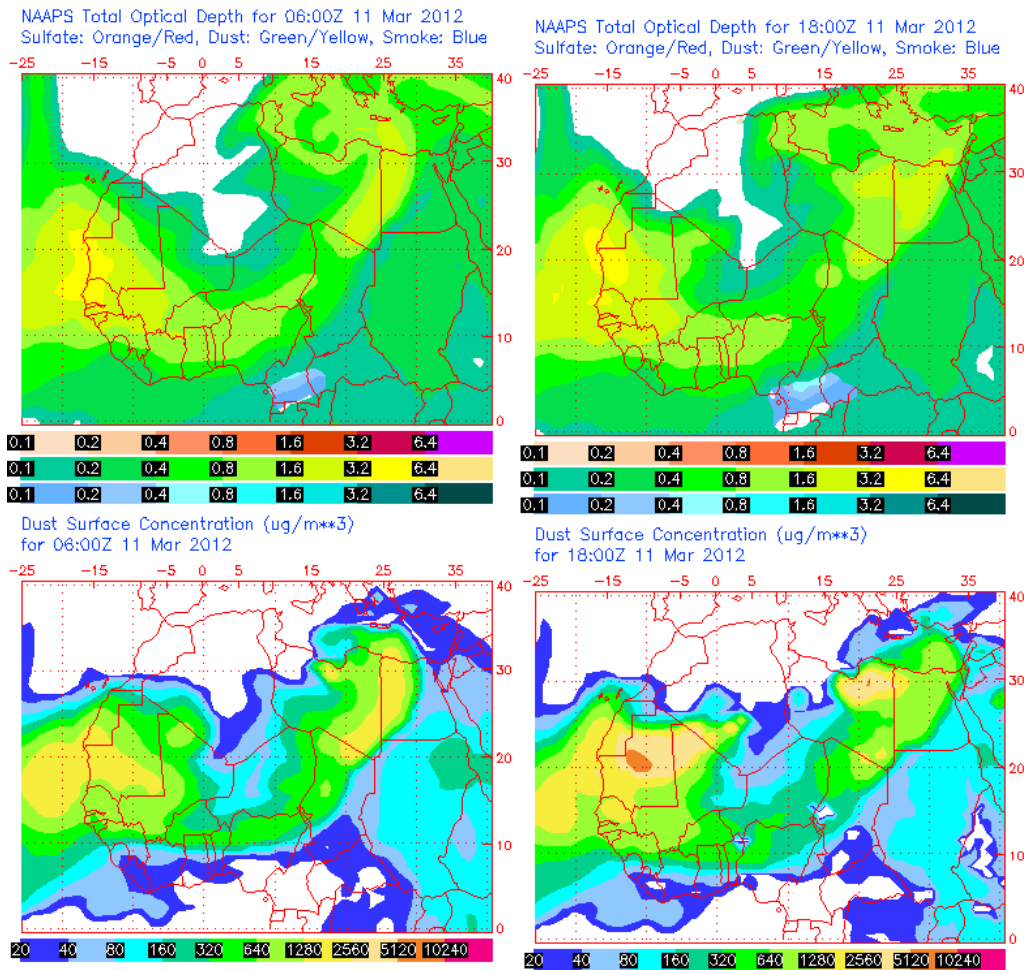 NAAPS Total Optical Depth for 06:00Z 11 Mar 2012
Sulfate: Orange/Red, Dust: Green/Yellow, Smoke: Blue
-25 -15 -5 0 5 15 25 35
40
30
20
10
0
0.1 0.2 0.4 0.8 1.6 3.2 6.4
0.1 0.2 0.4 0.8 1.6 3.2 6.4
0.1 0.2 0.4 0.8 1.6 3.2 6.4
NAAPS Total Optical Depth for 18:00Z 11 Mar 2012
Sulfate: Orange/Red, Dust: Green/Yellow, Smoke: Blue
-25 -15 -5 0 5 15 25 35
40
30
20
10
0
0.1 0.2 0.4 0.8 1.6 3.2 6.4
0.1 0.2 0.4 0.8 1.6 3.2 6.4
0.1 0.2 0.4 0.8 1.6 3.2 6.4
Dust Surface Concentration (ug/m**3)
for 06:00Z 11 Mar 2012
-25 -15 -5 0 5 15 25 35
40
30
20
10
0
20 40 80 160 320 640 1280 2560 5120 10240
Dust Surface Concentration (ug/m**3)
for 18:00Z 11 Mar 2012
-25 -15 -5 0 5 15 25 35
40
30
20
10
0
20 40 80 160 320 640 1280 2560 5120 10240